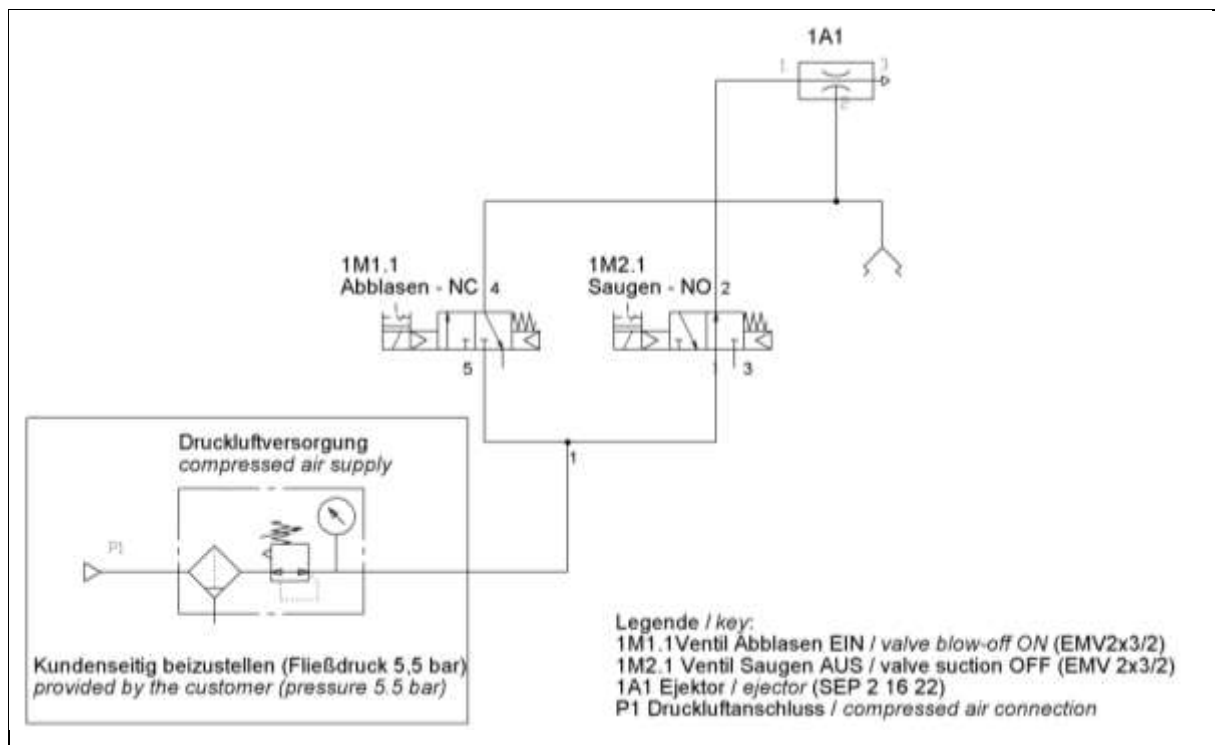 1A1
1
3
2
1M1.1
Abblasen - NC 4
1M2.1
Saugen - NO 2
5
1
3
1
Druckluftversorgung
compressed air supply
P1
Kundenseitig beizustellen (Fließdruck 5,5 bar)
provided by the customer (pressure 5.5 bar)
Legende / key:
1M1.1Ventil Abblasen EIN / valve blow-off ON (EMV2x3/2)
1M2.1 Ventil Saugen AUS / valve suction OFF (EMV 2x3/2)
1A1 Ejektor / ejector (SEP 2 16 22)
P1 Druckluftanschluss / compressed air connection